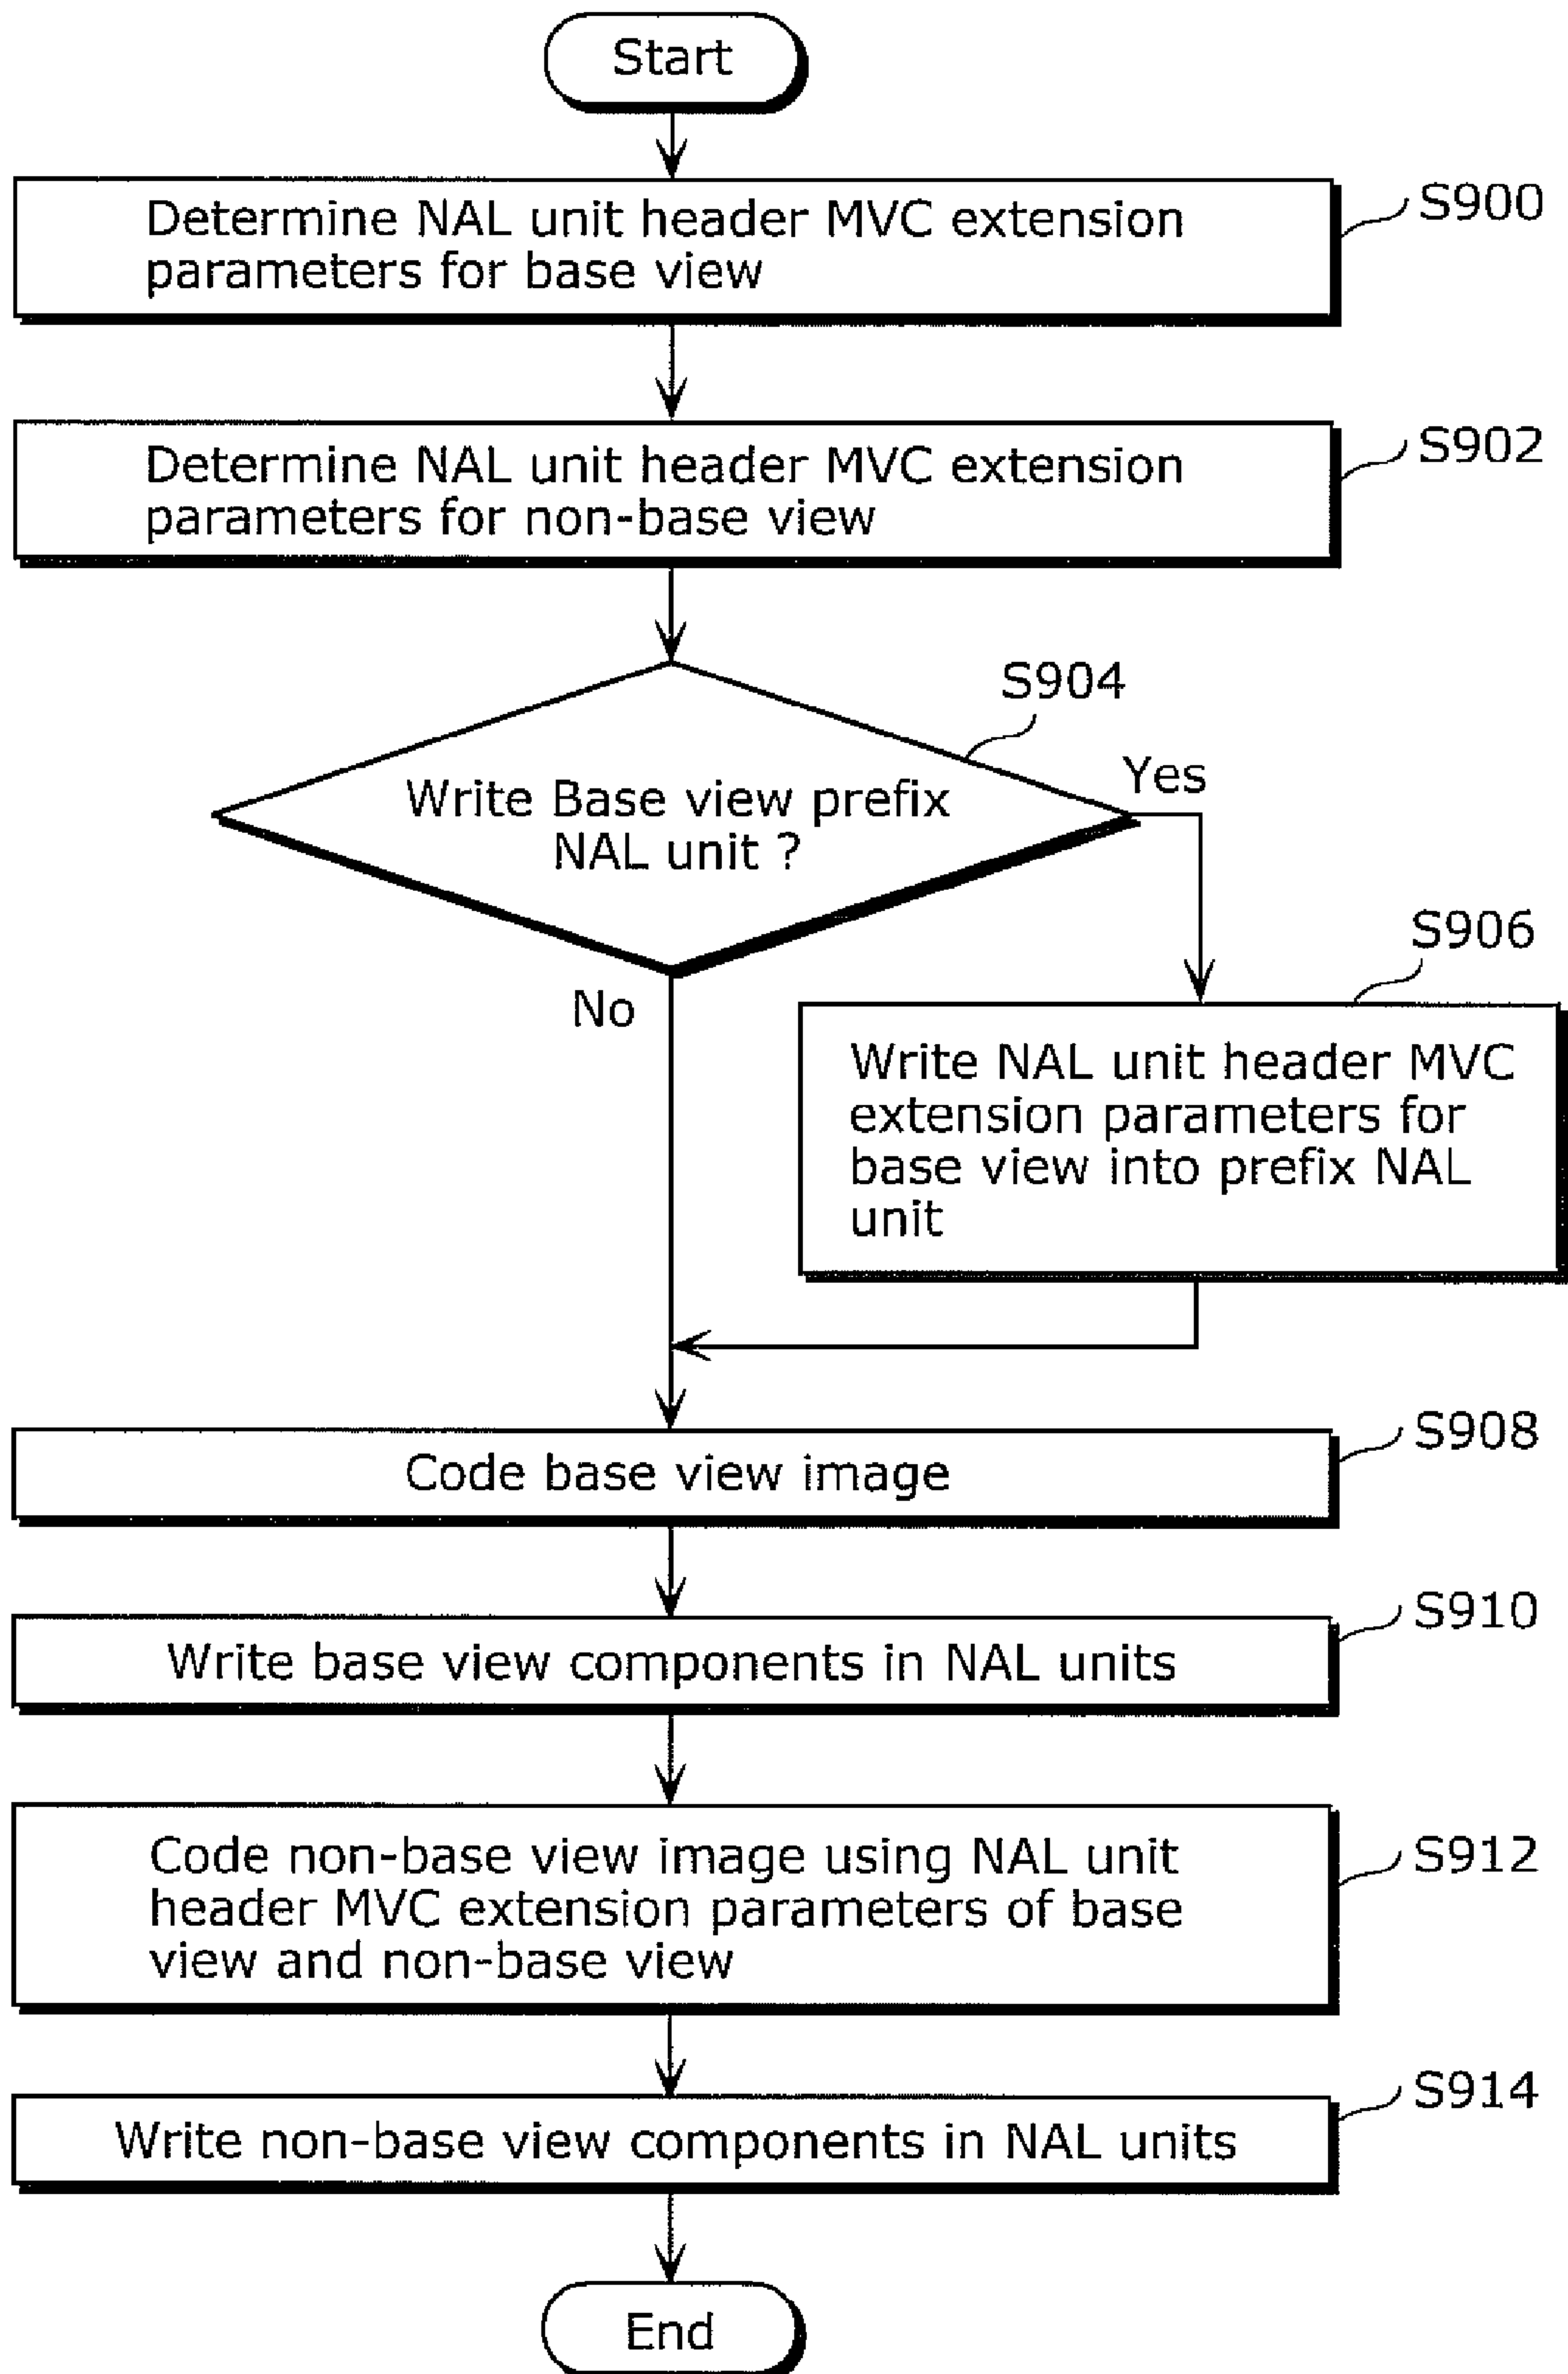 Start
Determine NAL unit header MVC extension
parameters for base view
S900
Determine NAL unit header MVC extension
parameters for non-base view
S902
S904
Write Base view prefix
NAL unit ?
Yes
No
S906
Write NAL unit header MVC
extension parameters for
base view into prefix NAL
unit
Code base view image
S908
Write base view components in NAL units
S910
Code non-base view image using NAL unit
header MVC extension parameters of base
view and non-base view
S912
Write non-base view components in NAL units
S914
End